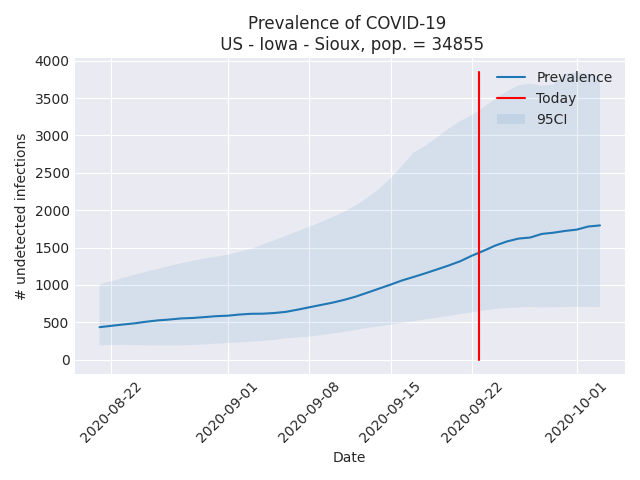 Prevalence of COVID-19
US - Iowa - Sioux, pop. = 34855
4000
3500
3000
2500
2000
1500
1000
500
0
# undetected infections
Prevalence
Today
95CI
2020-08-22
2020-09-01
2020-09-08
2020-09-15
2020-09-22
2020-10-01
Date